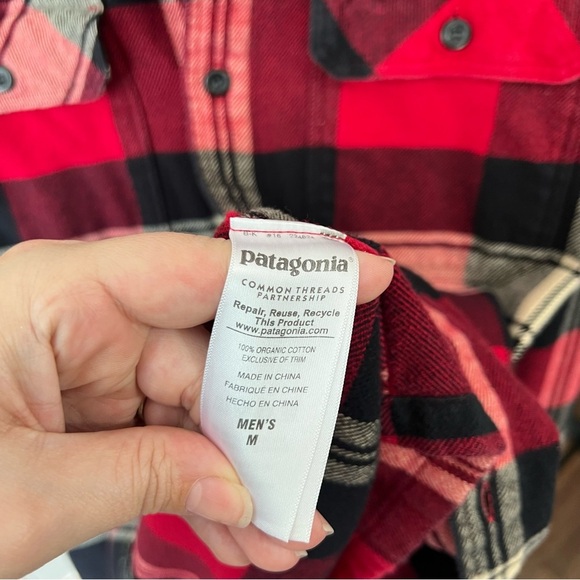 patagonia®
COMMON THREADS
PARTNERSHIP
Repair, Reuse, Recycle
This Product
www.patagonia.com
100% ORGANIC COTTON
EXCLUSIVE OF TRIM
MADE IN CHINA
FABRIQUÉ EN CHINE
HECHO EN CHINA
MEN'S
M